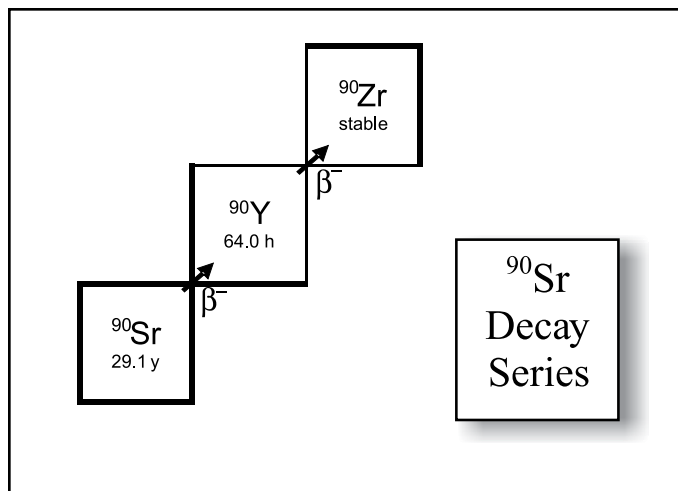 ⁹⁰Zr
stable
β⁻
⁹⁰Y
64.0 h
β⁻
⁹⁰Sr
29.1 y
⁹⁰Sr
Decay
Series